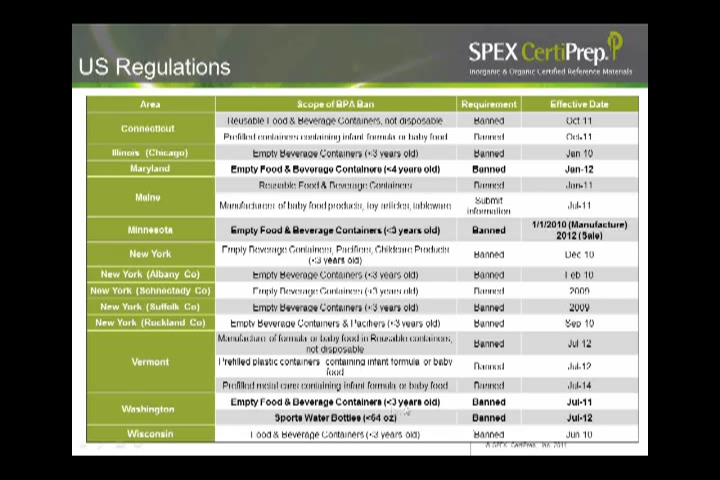 SPEX CertiPrep.
Inorganic & Organic Certified Reference Materials
US Regulations
Area Scope of BPA Ban Requirement Effective Date
Connecticut Reusable Food & Beverage Containers, not disposable Banned Oct 11
Prefilled containers containing infant formula or baby food Banned Oct-11
Illinois (Chicago) Empty Beverage Containers (<3 years old) Banned Jan 10
Maryland Empty Food & Beverage Containers (<4 years old) Banned Jan-12
Maine Reusable Food & Beverage Containers Banned Jan-11
Manufacturers of baby food products, toy articles, tableware Submit information Jul-11
Minnesota Empty Food & Beverage Containers (<3 years old) Banned 1/1/2010 (Manufacture)
2012 (Sale)
New York Empty Beverage Containers, Pacifiers, Childcare Products
(<3 years old) Banned Dec 10
New York (Albany Co) Empty Beverage Containers (<3 years old) Banned Feb 10
New York (Schnectady Co) Empty Beverage Containers (<3 years old) Banned 2009
New York (Suffolk Co) Empty Beverage Containers (<3 years old) Banned 2009
New York (Rockland Co) Empty Beverage Containers & Pacifiers (<3 years old) Banned Sep 10
Vermont Manufacture of formula or baby food in Reusable containers,
not disposable Banned Jul 12
Prefilled plastic containers containing infant formula or baby
food Banned Jul-12
Prefilled metal cans containing infant formula or baby food Banned Jul-14
Washington Empty Food & Beverage Containers (<3 years old) Banned Jul-11
Sports Water Bottles (<64 oz) Banned Jul-12
Wisconsin Food & Beverage Containers (<3 years old) Banned Jun 10
© SPEX CertiPrep, Inc. 2011